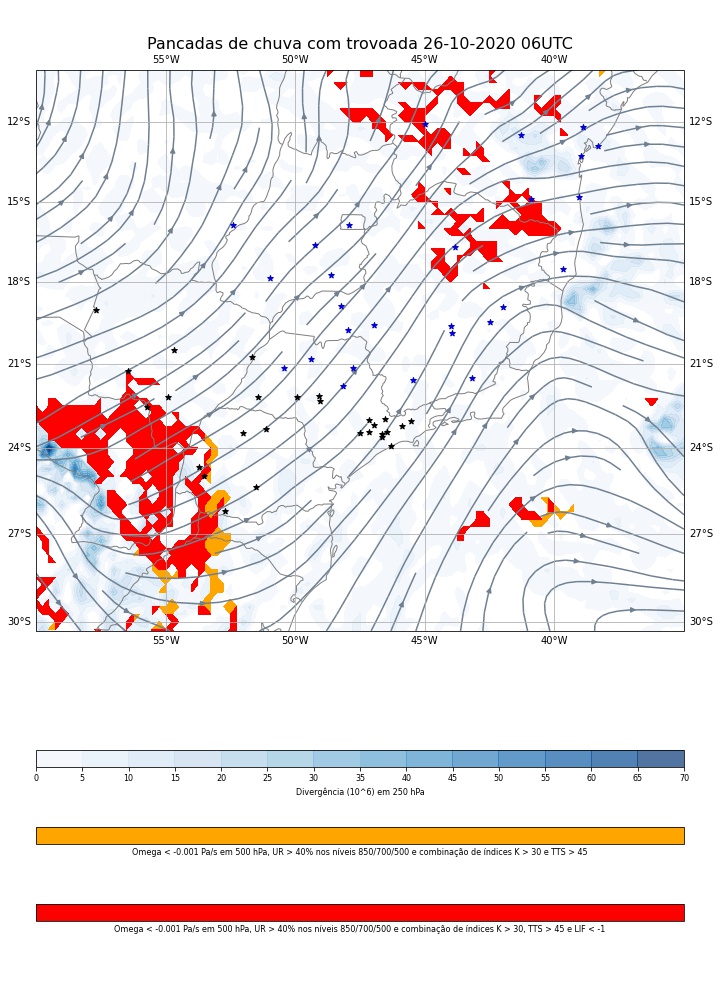 Pancadas de chuva com trovoada 26-10-2020 06UTC
55°W 50°W 45°W 40°W
12°S 12°S
15°S 15°S
18°S 18°S
21°S 21°S
24°S 24°S
27°S 27°S
30°S 30°S
55°W 50°W 45°W 40°W
0 5 10 15 20 25 30 35 40 45 50 55 60 65 70
Divergência (10^6) em 250 hPa
Omega < -0.001 Pa/s em 500 hPa, UR > 40% nos níveis 850/700/500 e combinação de índices K > 30 e TTS > 45
Omega < -0.001 Pa/s em 500 hPa, UR > 40% nos níveis 850/700/500 e combinação de índices K > 30, TTS > 45 e LIF < -1